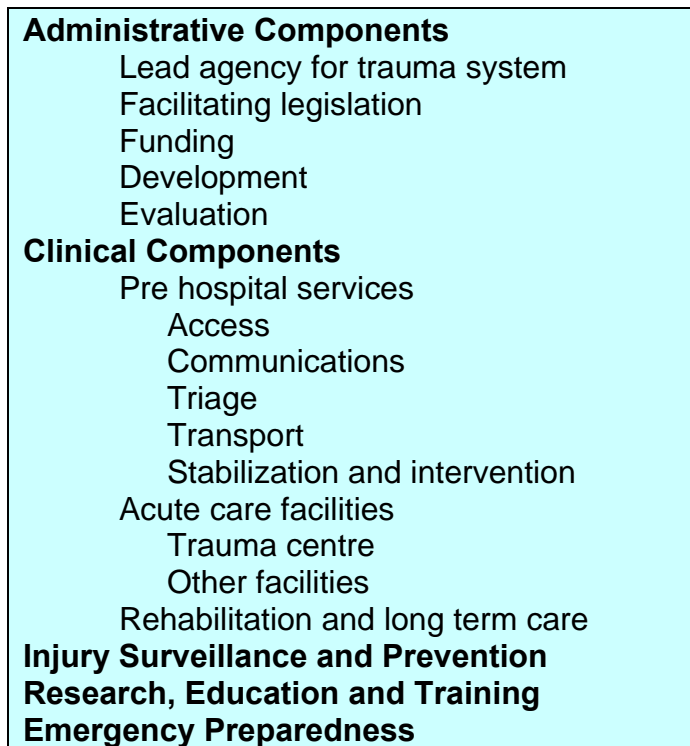 Administrative Components
Lead agency for trauma system
Facilitating legislation
Funding
Development
Evaluation
Clinical Components
Pre hospital services
Access
Communications
Triage
Transport
Stabilization and intervention
Acute care facilities
Trauma centre
Other facilities
Rehabilitation and long term care
Injury Surveillance and Prevention
Research, Education and Training
Emergency Preparedness